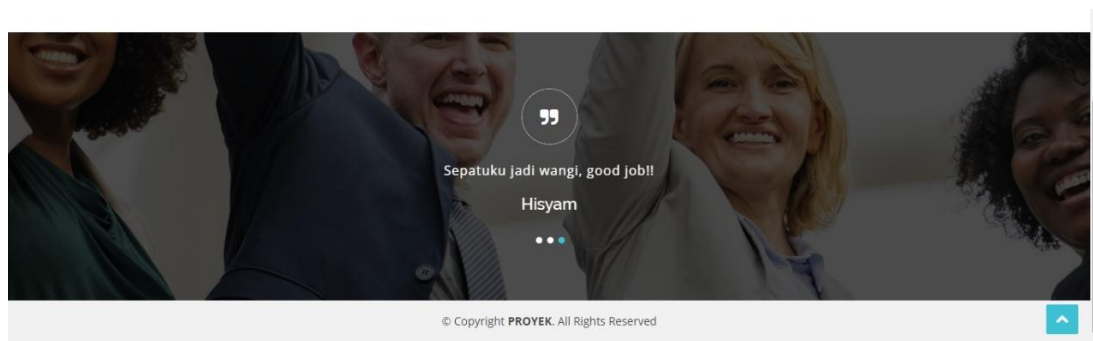 Sepatuku jadi wangi, good job!!
Hisyam
© Copyright PROYEK. All Rights Reserved